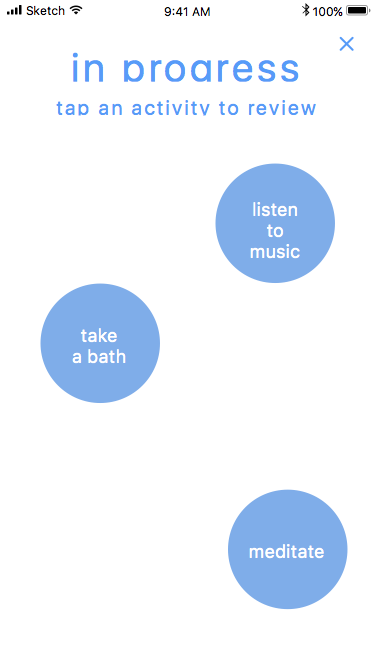 Sketch 9:41 AM 100%
in progress
tap an activity to review
listen
to
music
take
a bath
meditate